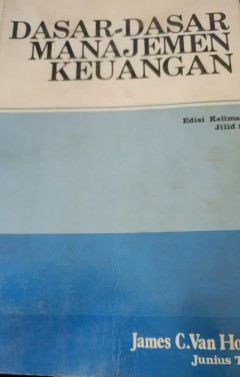 DASAR-DASAR
MANAJEMEN
KEUANGAN
Edisi Kelima
Jilid
James C. Van
Junius